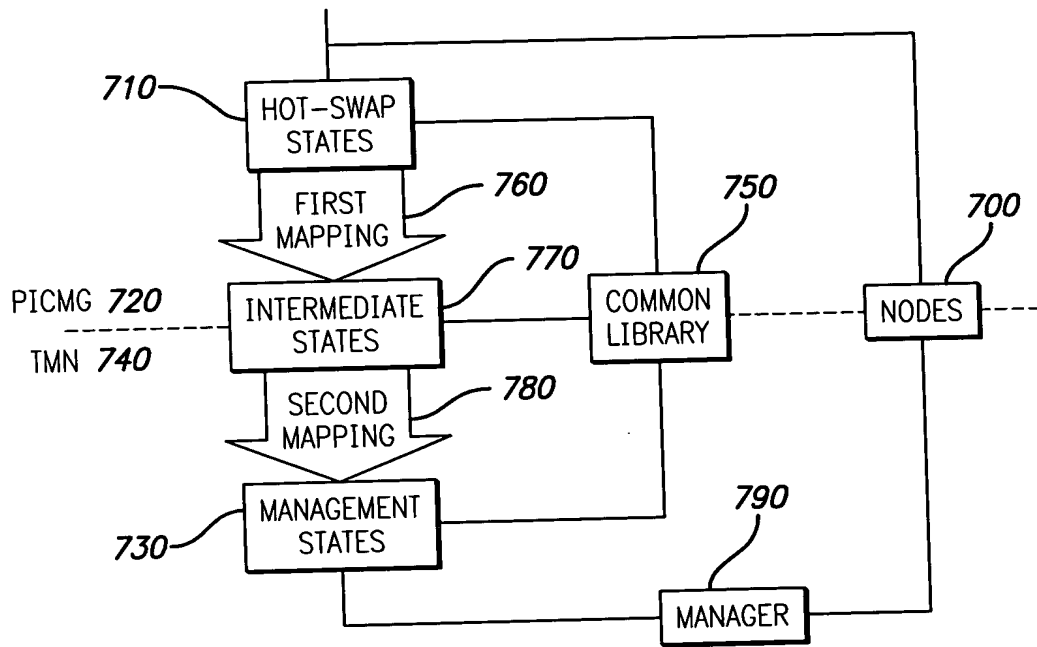 710
HOT-SWAP
STATES
FIRST
MAPPING
760
750
700
770
PICMG 720
INTERMEDIATE
STATES
COMMON
LIBRARY
NODES
TMN 740
SECOND
MAPPING
780
730
MANAGEMENT
STATES
790
MANAGER